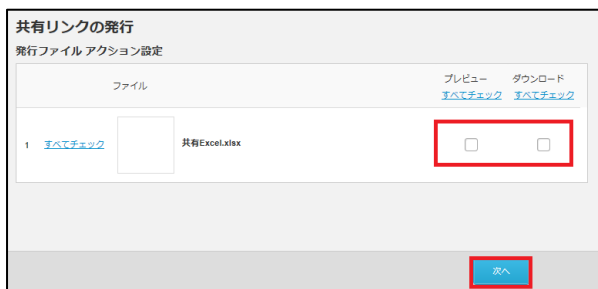 共有リンクの発行
発行ファイル アクション設定
ファイル プレビュー ダウンロード
すべてチェック すべてチェック
1 すべてチェック 共有Excel.xlsx
次へ